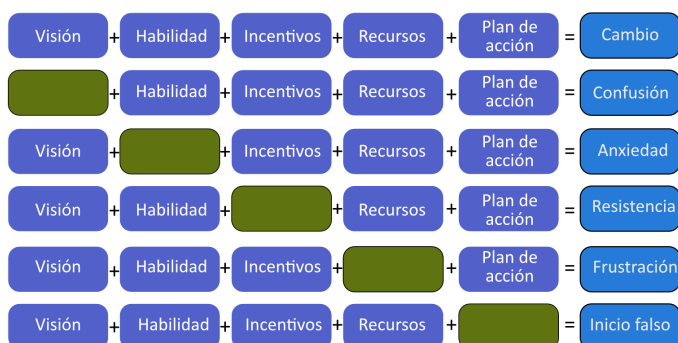 Visión + Habilidad + Incentivos + Recursos + Plan de acción = Cambio
+ Habilidad + Incentivos + Recursos + Plan de acción = Confusión
Visión + + Incentivos + Recursos + Plan de acción = Anxiedad
Visión + Habilidad + + Recursos + Plan de acción = Resistencia
Visión + Habilidad + Incentivos + + Plan de acción = Frustración
Visión + Habilidad + Incentivos + Recursos + = Inicio falso